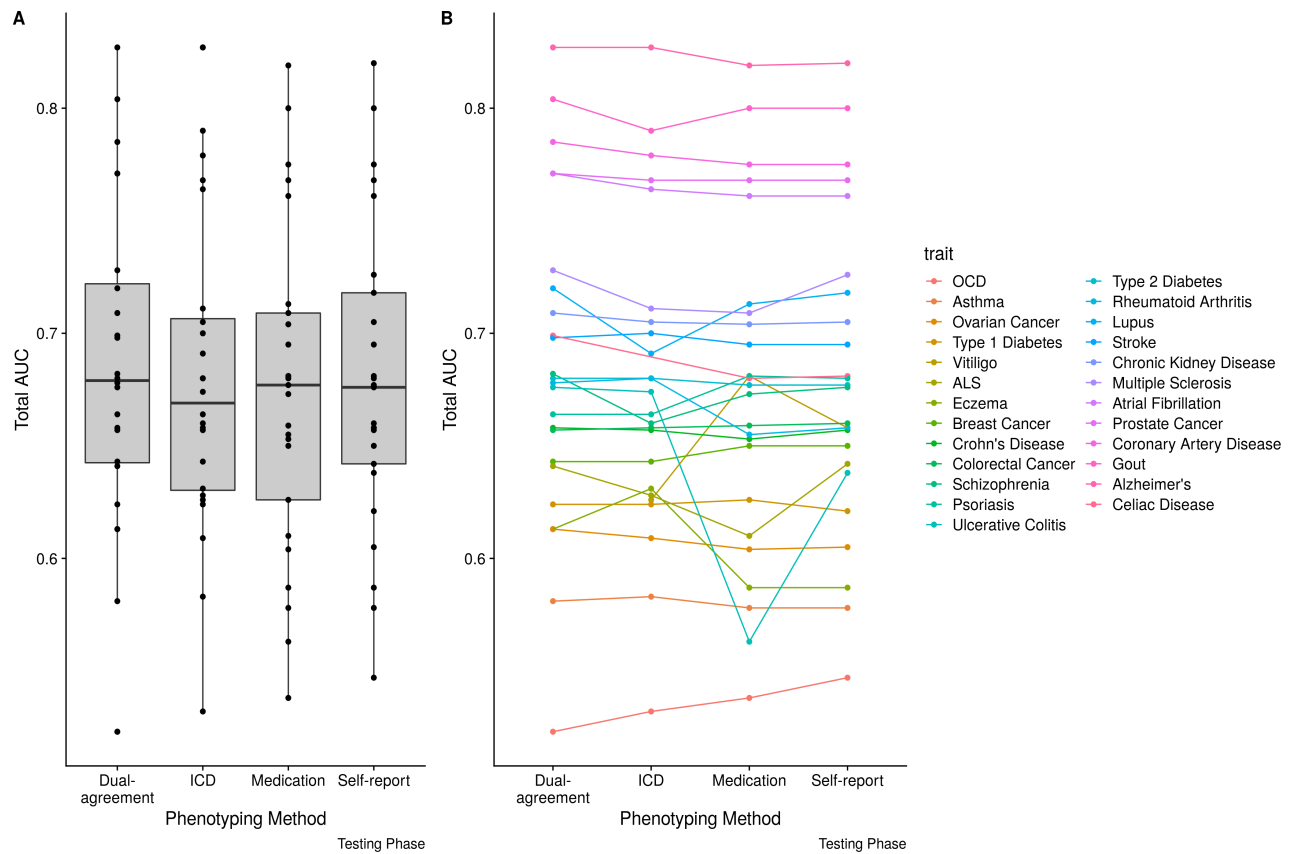 A
Total AUC
0.8
0.7
0.6
Dual-
agreement
ICD
Medication
Self-report
Phenotyping Method
Testing Phase
B
Total AUC
0.8
0.7
0.6
Dual-
agreement
ICD
Medication
Self-report
Phenotyping Method
Testing Phase
trait
OCD
Asthma
Ovarian Cancer
Type 1 Diabetes
Vitiligo
ALS
Eczema
Breast Cancer
Crohn's Disease
Colorectal Cancer
Schizophrenia
Psoriasis
Ulcerative Colitis
Type 2 Diabetes
Rheumatoid Arthritis
Lupus
Stroke
Chronic Kidney Disease
Multiple Sclerosis
Atrial Fibrillation
Prostate Cancer
Coronary Artery Disease
Gout
Alzheimer's
Celiac Disease